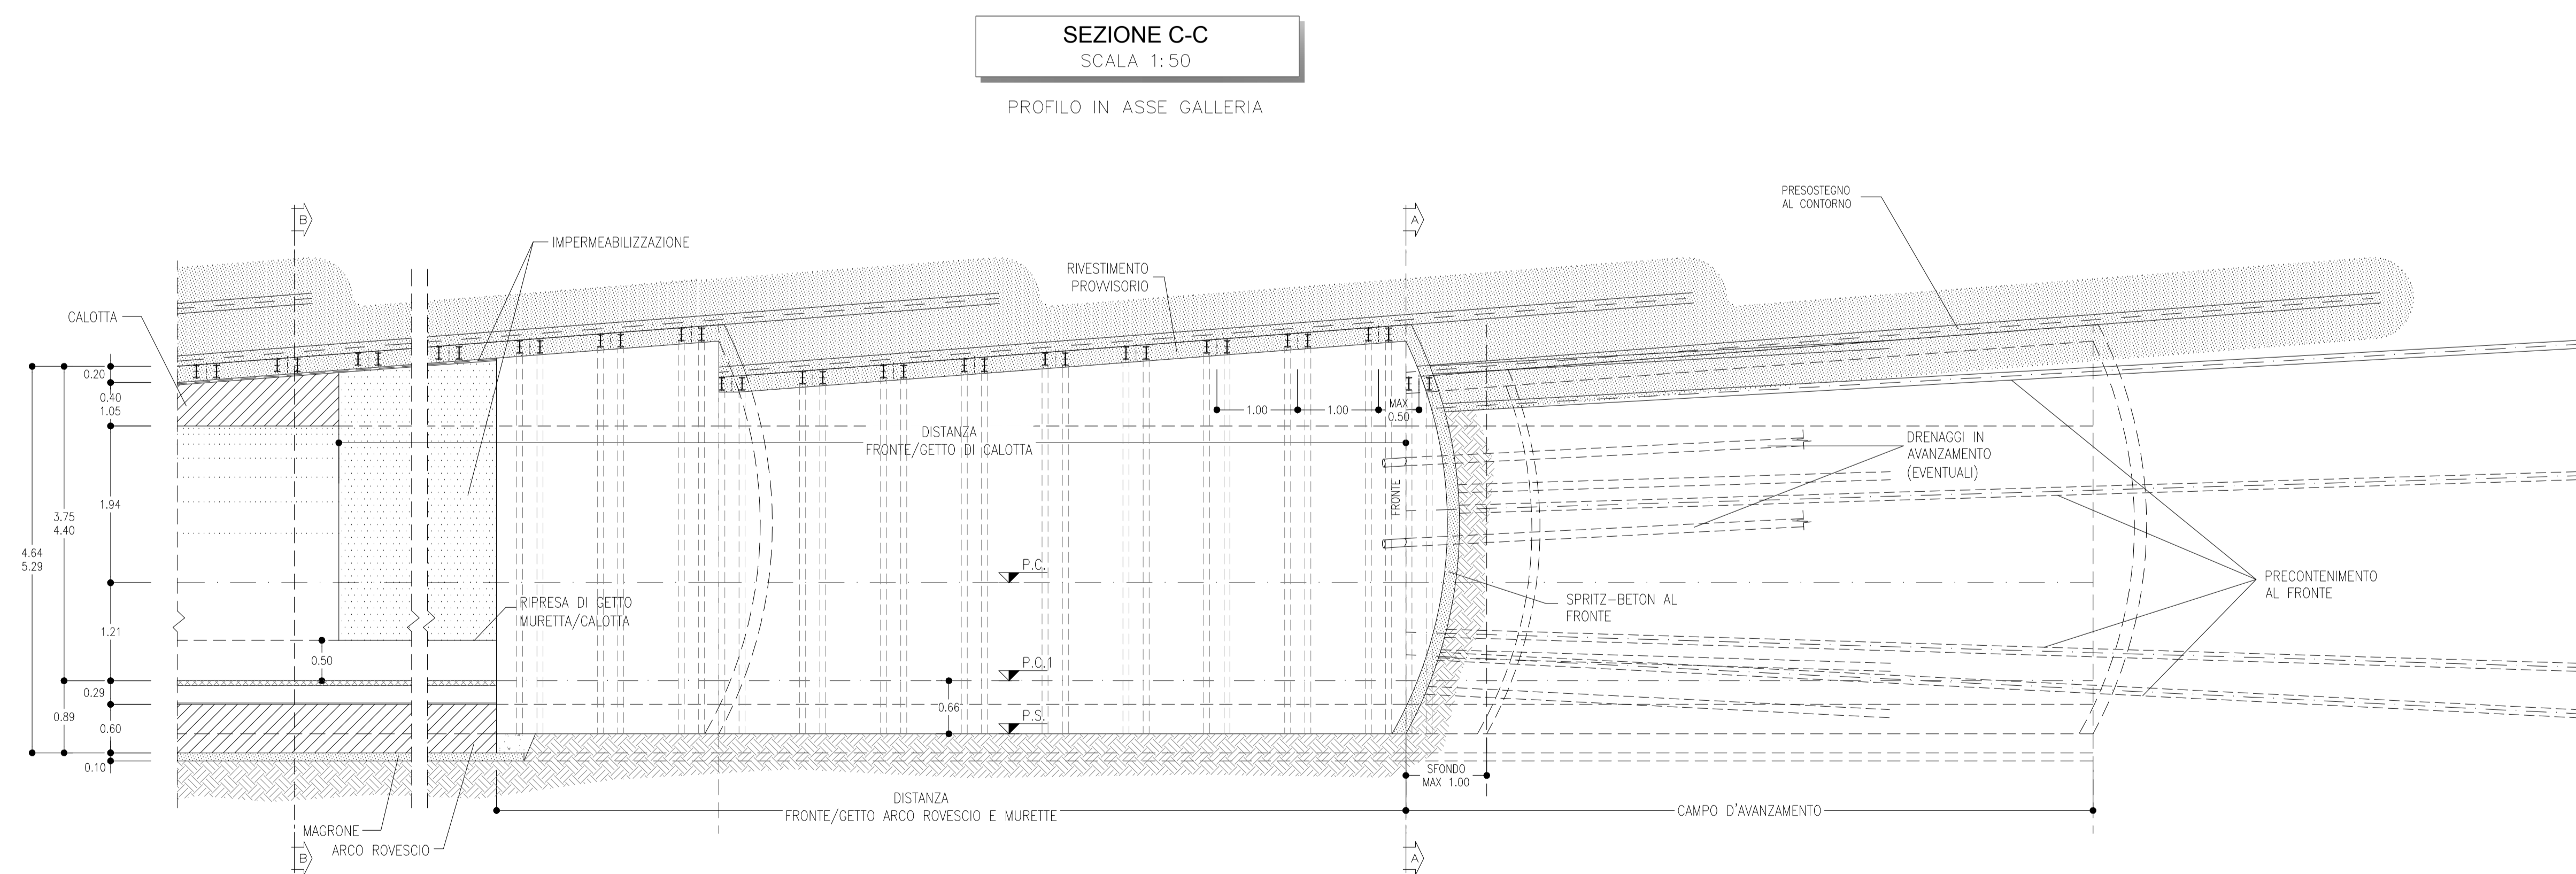 SEZIONE C-C
SCALA 1:50
PROFILO IN ASSE GALLERIA
PRESOSTEGNO
AL CONTORNO
B
A
IMPERMEABILIZZAZIONE
RIVESTIMENTO
PROVVISORIO
CALOTTA
0.20
0.40
1.05
1.00
1.00
MAX
0.50
DISTANZA
FRONTE/GETTO DI CALOTTA
DRENAGGI IN
AVANZAMENTO
(EVENTUALI)
FRONTE
1.94
3.75
4.40
4.64
5.29
P.C.
PRECONTENIMENTO
AL FRONTE
SPRITZ-BETON AL
FRONTE
RIPRESA DI GETTO
MURETTA/CALOTTA
1.21
0.50
P.C.1
0.29
0.66
0.89
P.S.
0.60
0.10
SFONDO
MAX 1.00
DISTANZA
FRONTE/GETTO ARCO ROVESCIO E MURETTE
CAMPO D'AVANZAMENTO
MAGRONE
ARCO ROVESCIO
B
A